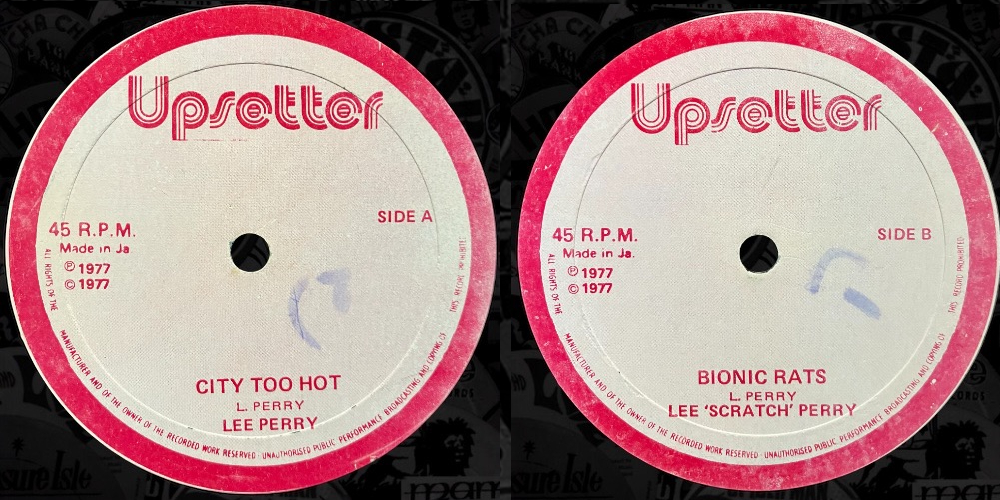 Upsetter
SIDE A
45 R.P.M.
Made in Ja.
℗ 1977
© 1977
ALL RIGHTS OF THE MANUFACTURER AND OF THE OWNER OF THE RECORDED WORK RESERVED · UNAUTHORISED PUBLIC PERFORMANCE BROADCASTING AND COPYING OF THIS RECORD PROHIBITED
CITY TOO HOT
L. PERRY
LEE PERRY
Upsetter
SIDE B
45 R.P.M.
Made in Ja.
℗ 1977
© 1977
ALL RIGHTS OF THE MANUFACTURER AND OF THE OWNER OF THE RECORDED WORK RESERVED · UNAUTHORISED PUBLIC PERFORMANCE BROADCASTING AND COPYING OF THIS RECORD PROHIBITED
BIONIC RATS
L. PERRY
LEE 'SCRATCH' PERRY